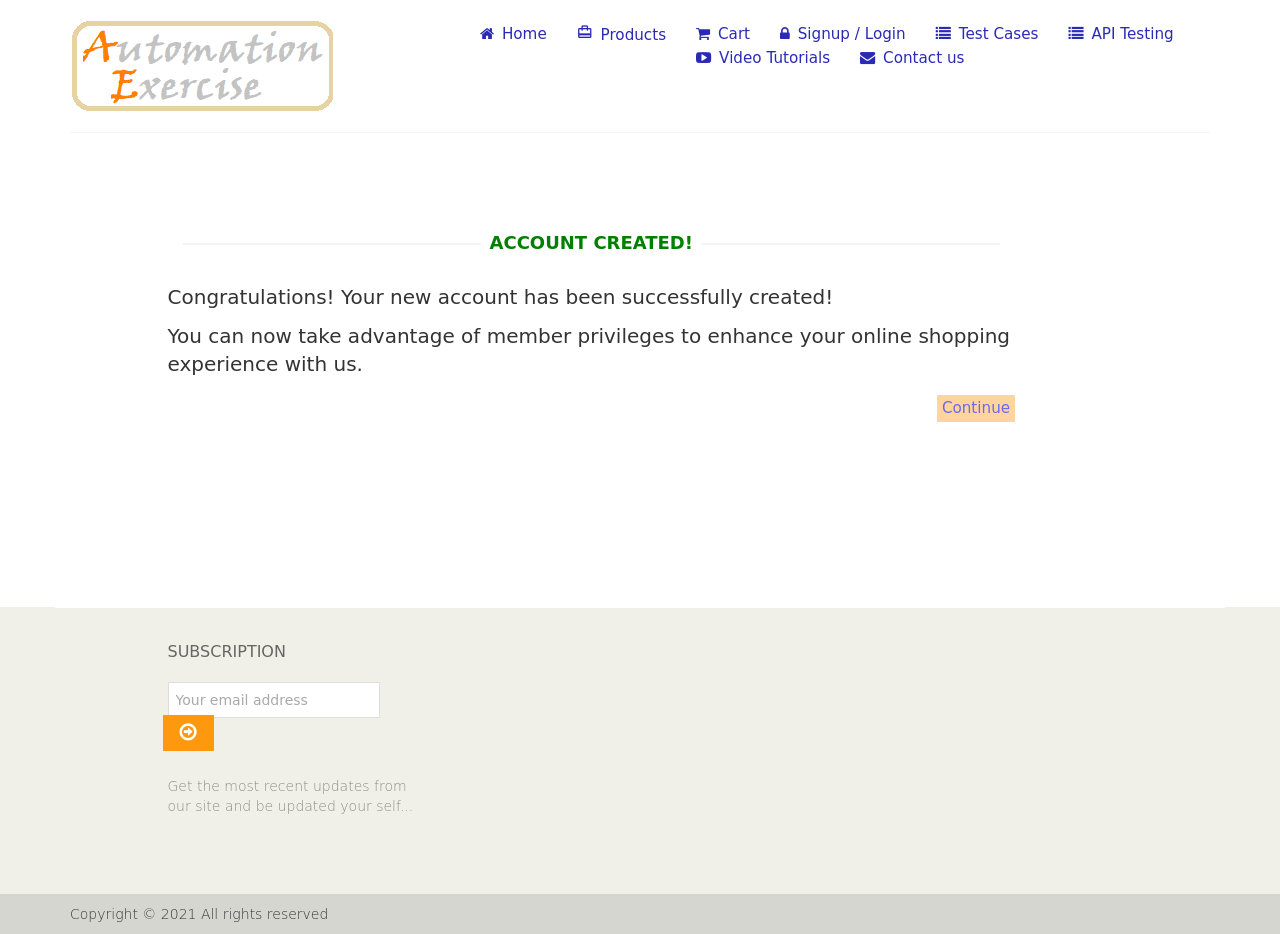 Automation
Exercise
Home Products Cart Signup / Login Test Cases API Testing
Video Tutorials Contact us
ACCOUNT CREATED!
Congratulations! Your new account has been successfully created!
You can now take advantage of member privileges to enhance your online shopping
experience with us.
Continue
SUBSCRIPTION
Your email address
Get the most recent updates from
our site and be updated your self...
Copyright © 2021 All rights reserved